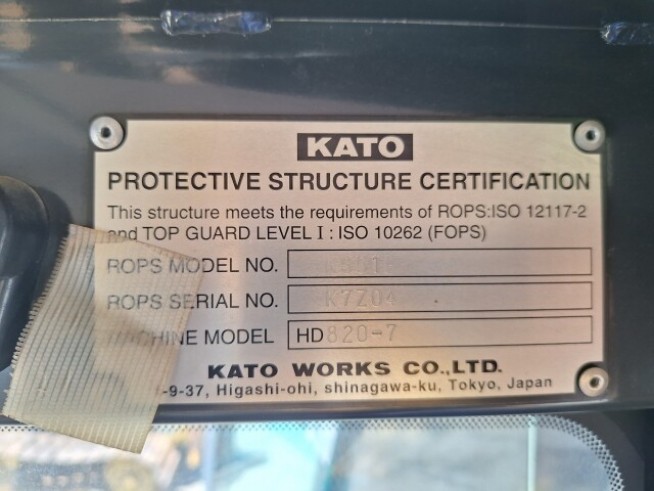 KATO
PROTECTIVE STRUCTURE CERTIFICATION
This structure meets the requirements of ROPS:ISO 12117-2
and TOP GUARD LEVEL I : ISO 10262 (FOPS)
ROPS MODEL NO.
ROPS SERIAL NO. K7Z04
MACHINE MODEL HD820-7
KATO WORKS CO.,LTD.
-9-37, Higashi-ohi, shinagawa-ku, Tokyo, Japan